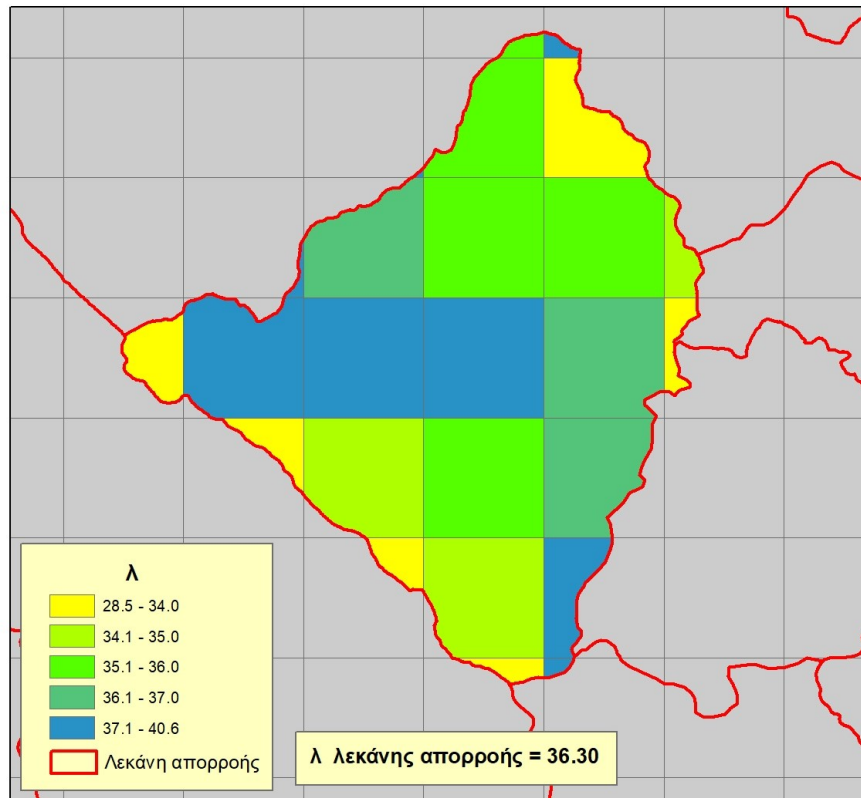 λ
28.5 - 34.0
34.1 - 35.0
35.1 - 36.0
36.1 - 37.0
37.1 - 40.6
Λεκάνη απορροής
λ λεκάνης απορροής = 36.30